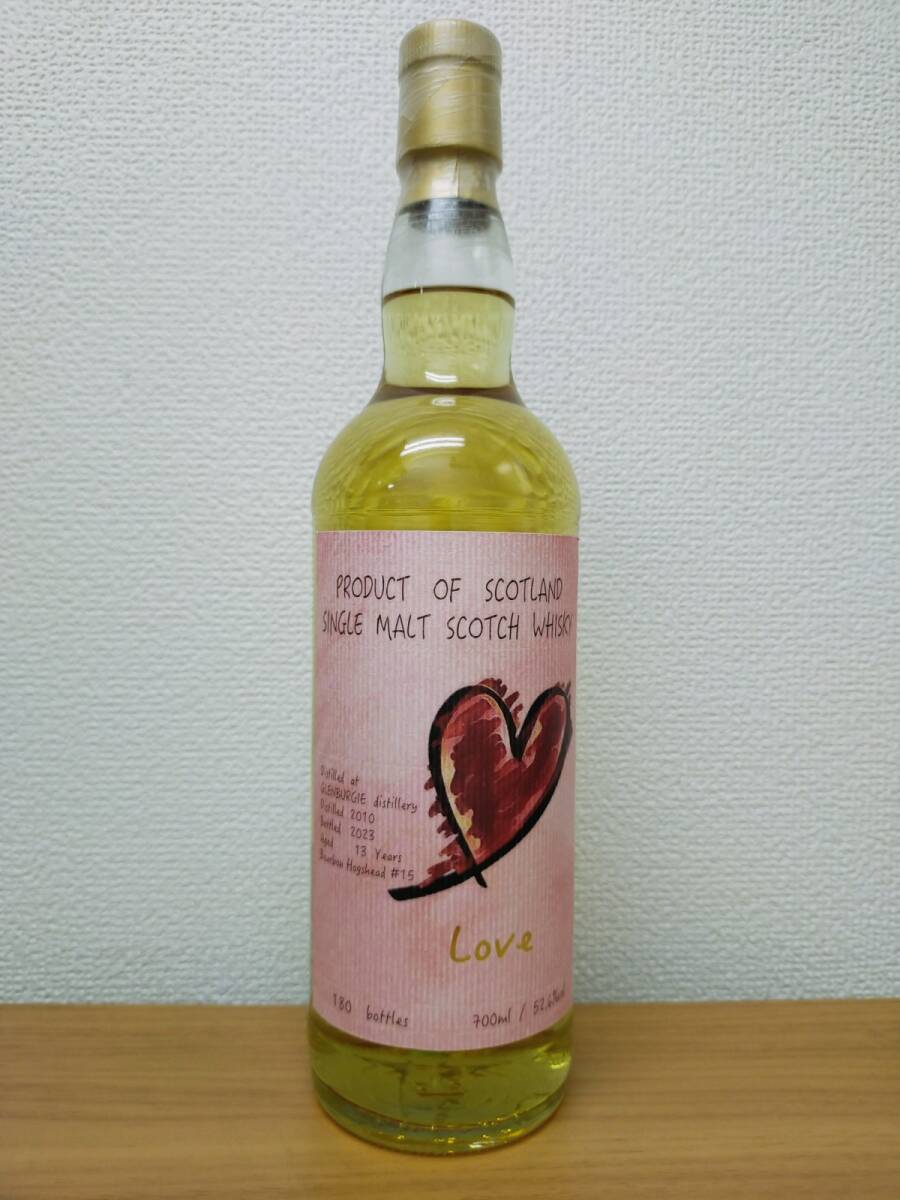 PRODUCT OF SCOTLAND
SINGLE MALT SCOTCH WHISKY
Distilled at
GLENBURGIE distillery
Distilled 2010
Bottled 2023
Aged 13 Years
Bourbon Hogshead #15
Love
180 bottles
700ml / 52.6%vol